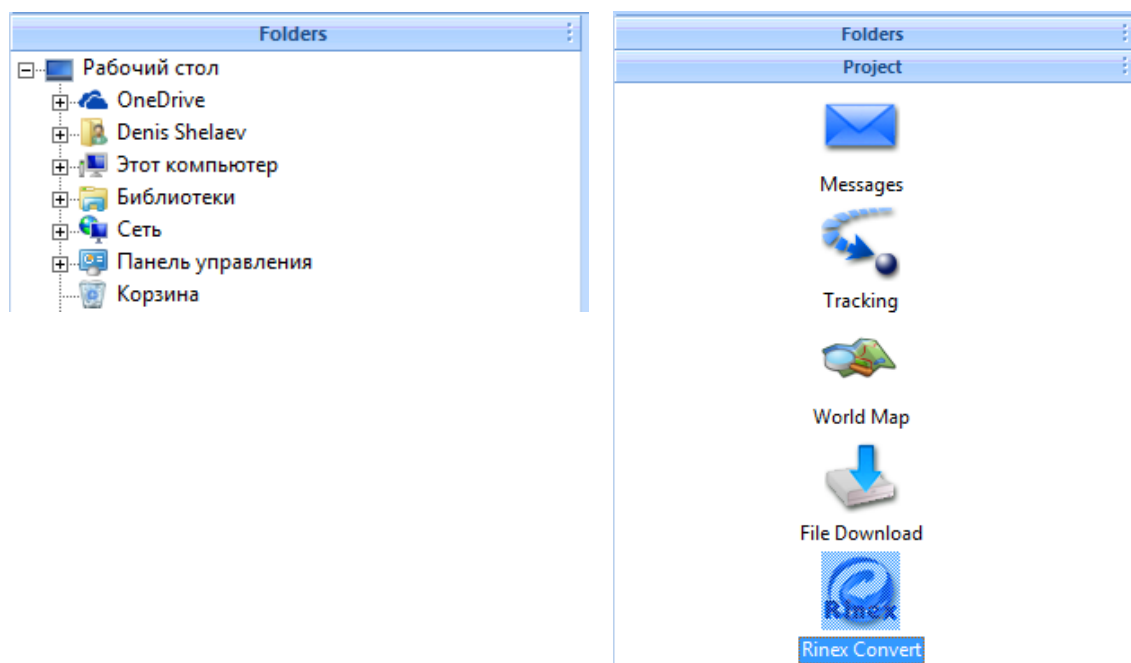 Folders
Рабочий стол
OneDrive
Denis Shelaev
Этот компьютер
Библиотеки
Сеть
Панель управления
Корзина
Folders
Project
Messages
Tracking
World Map
File Download
Rinex
Rinex Convert